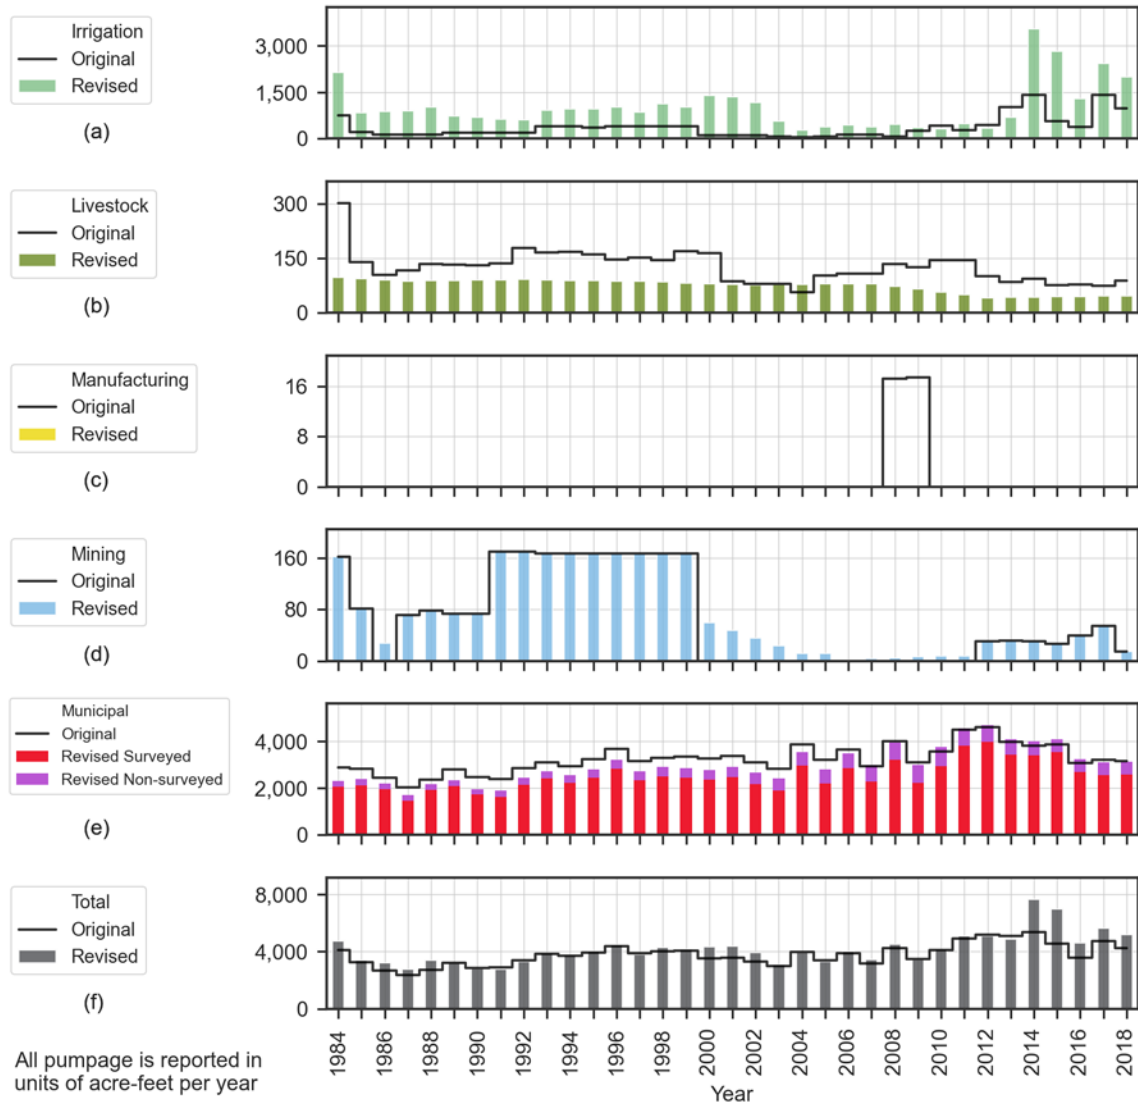 Irrigation
Original
Revised
(a)
3,000
1,500
0
Livestock
Original
Revised
(b)
300
150
0
Manufacturing
Original
Revised
(c)
16
8
0
Mining
Original
Revised
(d)
160
80
0
Municipal
Original
Revised Surveyed
Revised Non-surveyed
(e)
4,000
2,000
0
Total
Original
Revised
(f)
8,000
4,000
0
1984 1986 1988 1990 1992 1994 1996 1998 2000 2002 2004 2006 2008 2010 2012 2014 2016 2018
Year
All pumpage is reported in
units of acre-feet per year